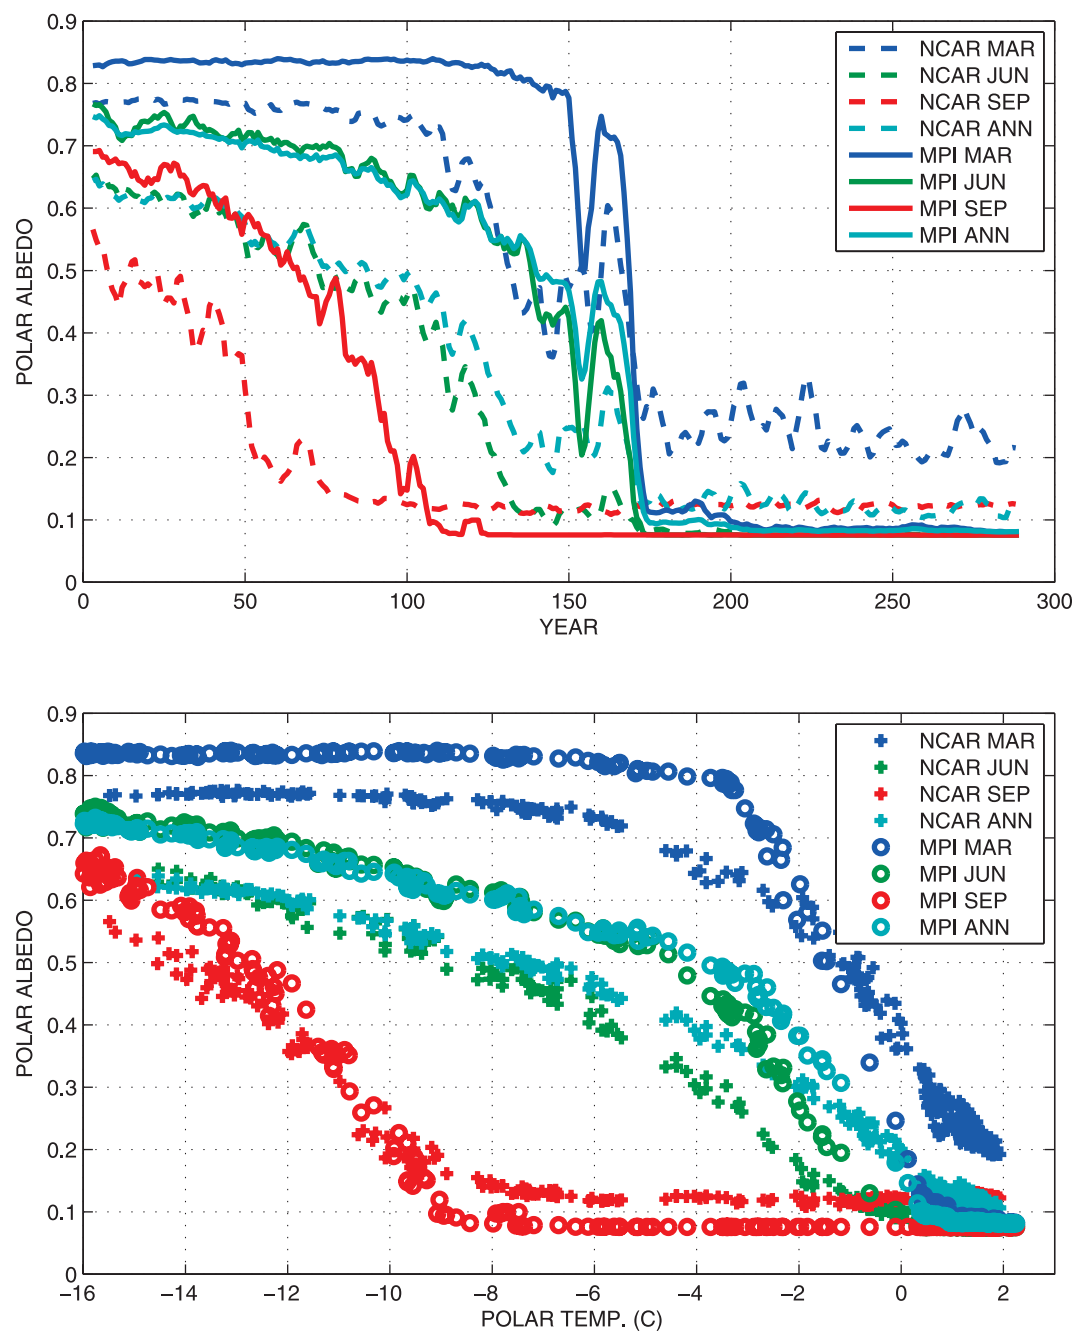 0.9
0.8
0.7
0.6
0.5
0.4
0.3
0.2
0.1
0
POLAR ALBEDO
NCAR MAR
NCAR JUN
NCAR SEP
NCAR ANN
MPI MAR
MPI JUN
MPI SEP
MPI ANN
0 50 100 150 200 250 300
YEAR
0.9
0.8
0.7
0.6
0.5
0.4
0.3
0.2
0.1
0
POLAR ALBEDO
NCAR MAR
NCAR JUN
NCAR SEP
NCAR ANN
MPI MAR
MPI JUN
MPI SEP
MPI ANN
−16 −14 −12 −10 −8 −6 −4 −2 0 2
POLAR TEMP. (C)